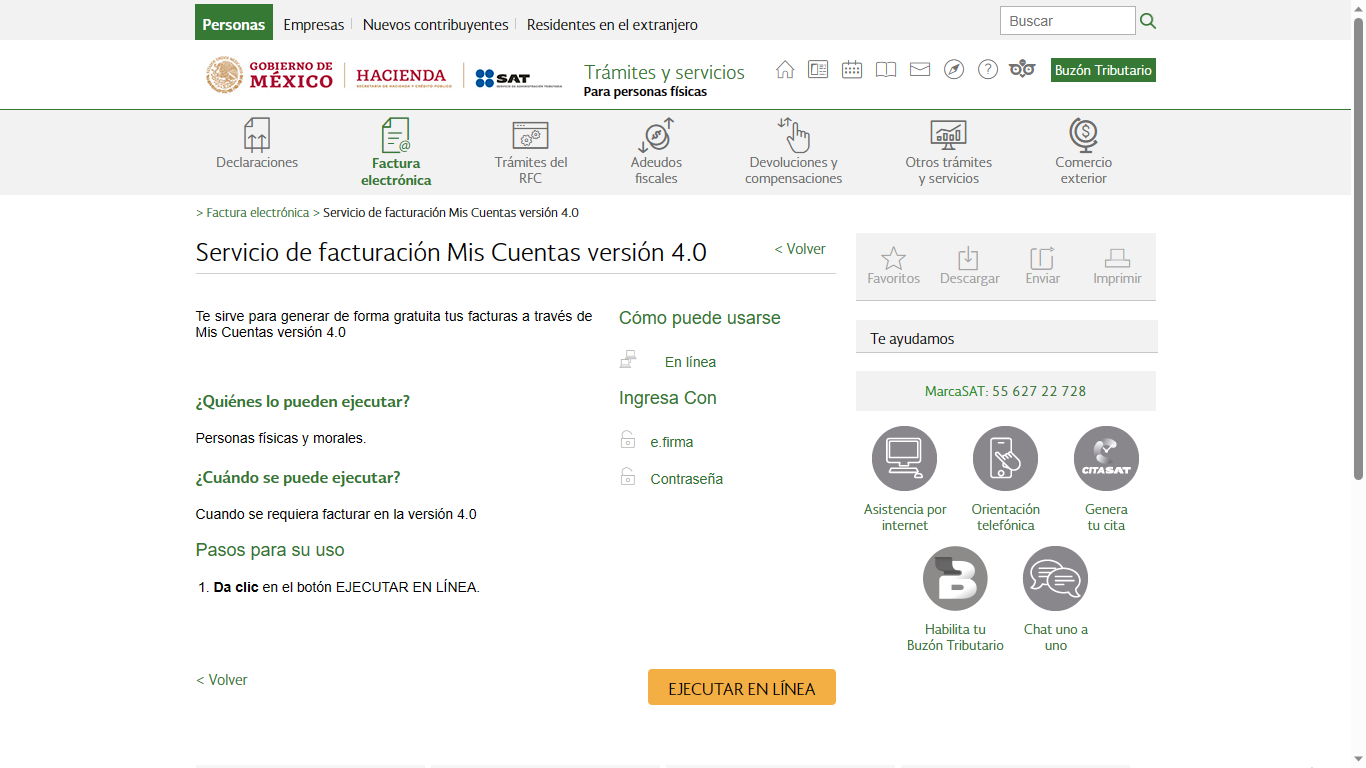 Personas
Empresas
Nuevos contribuyentes
Residentes en el extranjero
Buscar
GOBIERNO DE
MÉXICO
HACIENDA
SECRETARÍA DE HACIENDA Y CRÉDITO PÚBLICO
SAT
SERVICIO DE ADMINISTRACIÓN TRIBUTARIA
Trámites y servicios
Para personas físicas
?
Buzón Tributario
Declaraciones
@
Factura
electrónica
Trámites del
RFC
Adeudos
fiscales
Devoluciones y
compensaciones
Otros trámites
y servicios
$
Comercio
exterior
> Factura electrónica > Servicio de facturación Mis Cuentas versión 4.0
Servicio de facturación Mis Cuentas versión 4.0
< Volver
Te sirve para generar de forma gratuita tus facturas a través de
Mis Cuentas versión 4.0
¿Quiénes lo pueden ejecutar?
Personas físicas y morales.
¿Cuándo se puede ejecutar?
Cuando se requiera facturar en la versión 4.0
Pasos para su uso
1. Da clic en el botón EJECUTAR EN LÍNEA.
Cómo puede usarse
En línea
Ingresa Con
e.firma
Contraseña
< Volver
EJECUTAR EN LÍNEA
Favoritos
Descargar
Enviar
Imprimir
Te ayudamos
MarcaSAT: 55 627 22 728
Asistencia por
internet
Orientación
telefónica
CITASAT
Genera
tu cita
B
Habilita tu
Buzón Tributario
Chat uno a
uno